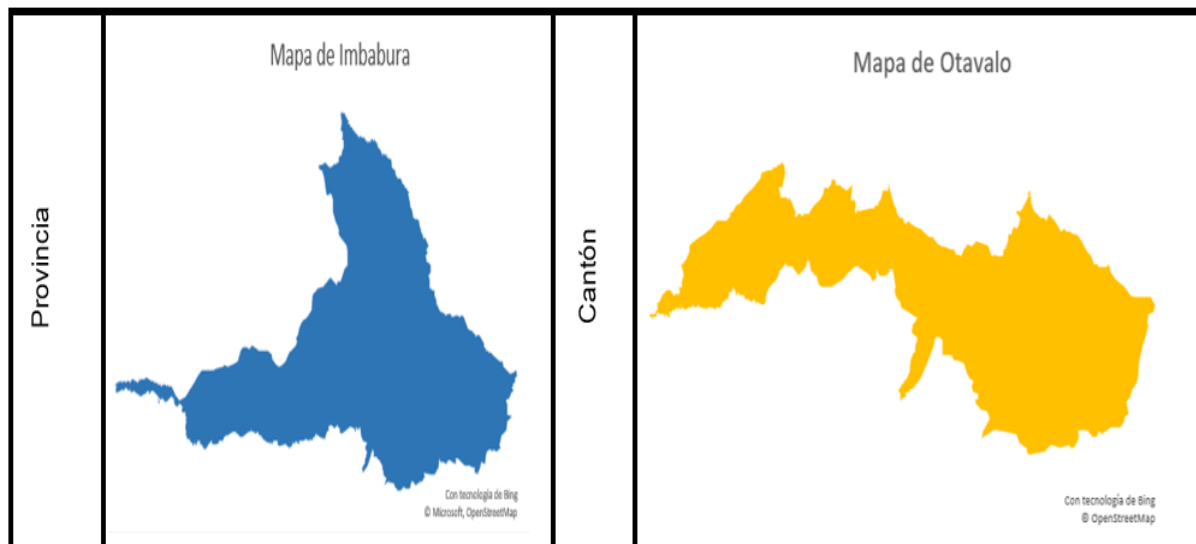 Provincia
Mapa de Imbabura
Con tecnología de Bing
© Microsoft, OpenStreetMap
Cantón
Mapa de Otavalo
Con tecnología de Bing
© OpenStreetMap